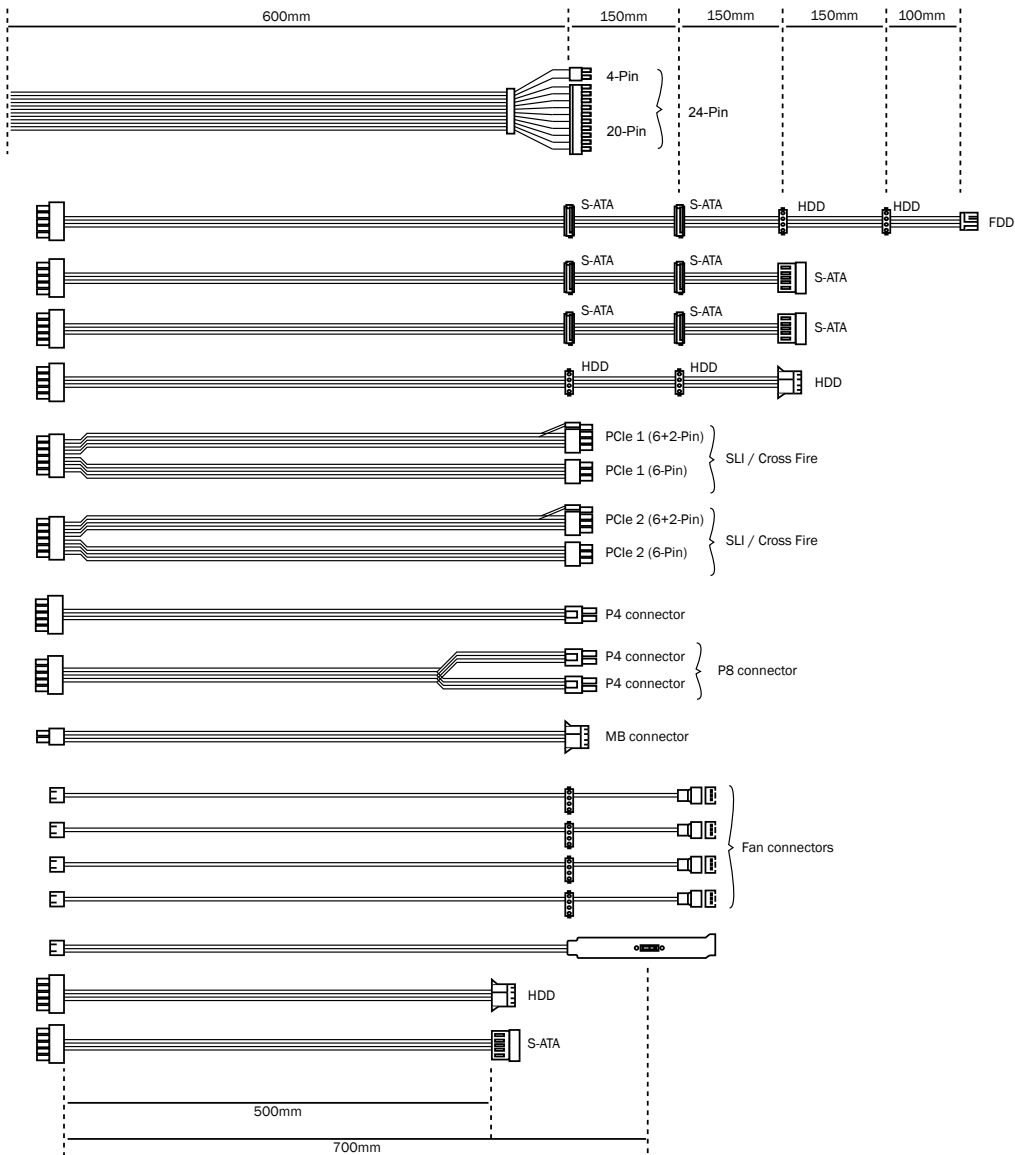 600mm 150mm 150mm 150mm 100mm
4-Pin
24-Pin
20-Pin
S-ATA S-ATA HDD HDD FDD
S-ATA S-ATA S-ATA
S-ATA S-ATA S-ATA
HDD HDD HDD
PCIe 1 (6+2-Pin)
SLI / Cross Fire
PCIe 1 (6-Pin)
PCIe 2 (6+2-Pin)
SLI / Cross Fire
PCIe 2 (6-Pin)
P4 connector
P4 connector
P8 connector
P4 connector
MB connector
Fan connectors
HDD
S-ATA
500mm
700mm